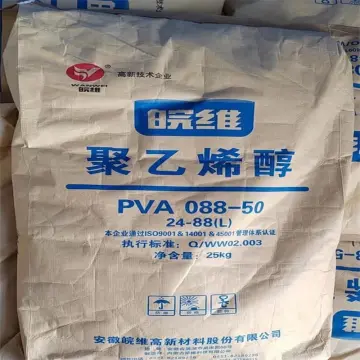 WANWEI
皖维
高新技术企业
皖维
聚乙烯醇
PVA 088-50
24-88(L)
本企业通过ISO9001 & 14001 & 45001管理体系认证
执行标准：Q/WW02.003
净含量：25kg
安徽皖维高新材料股份有限公司